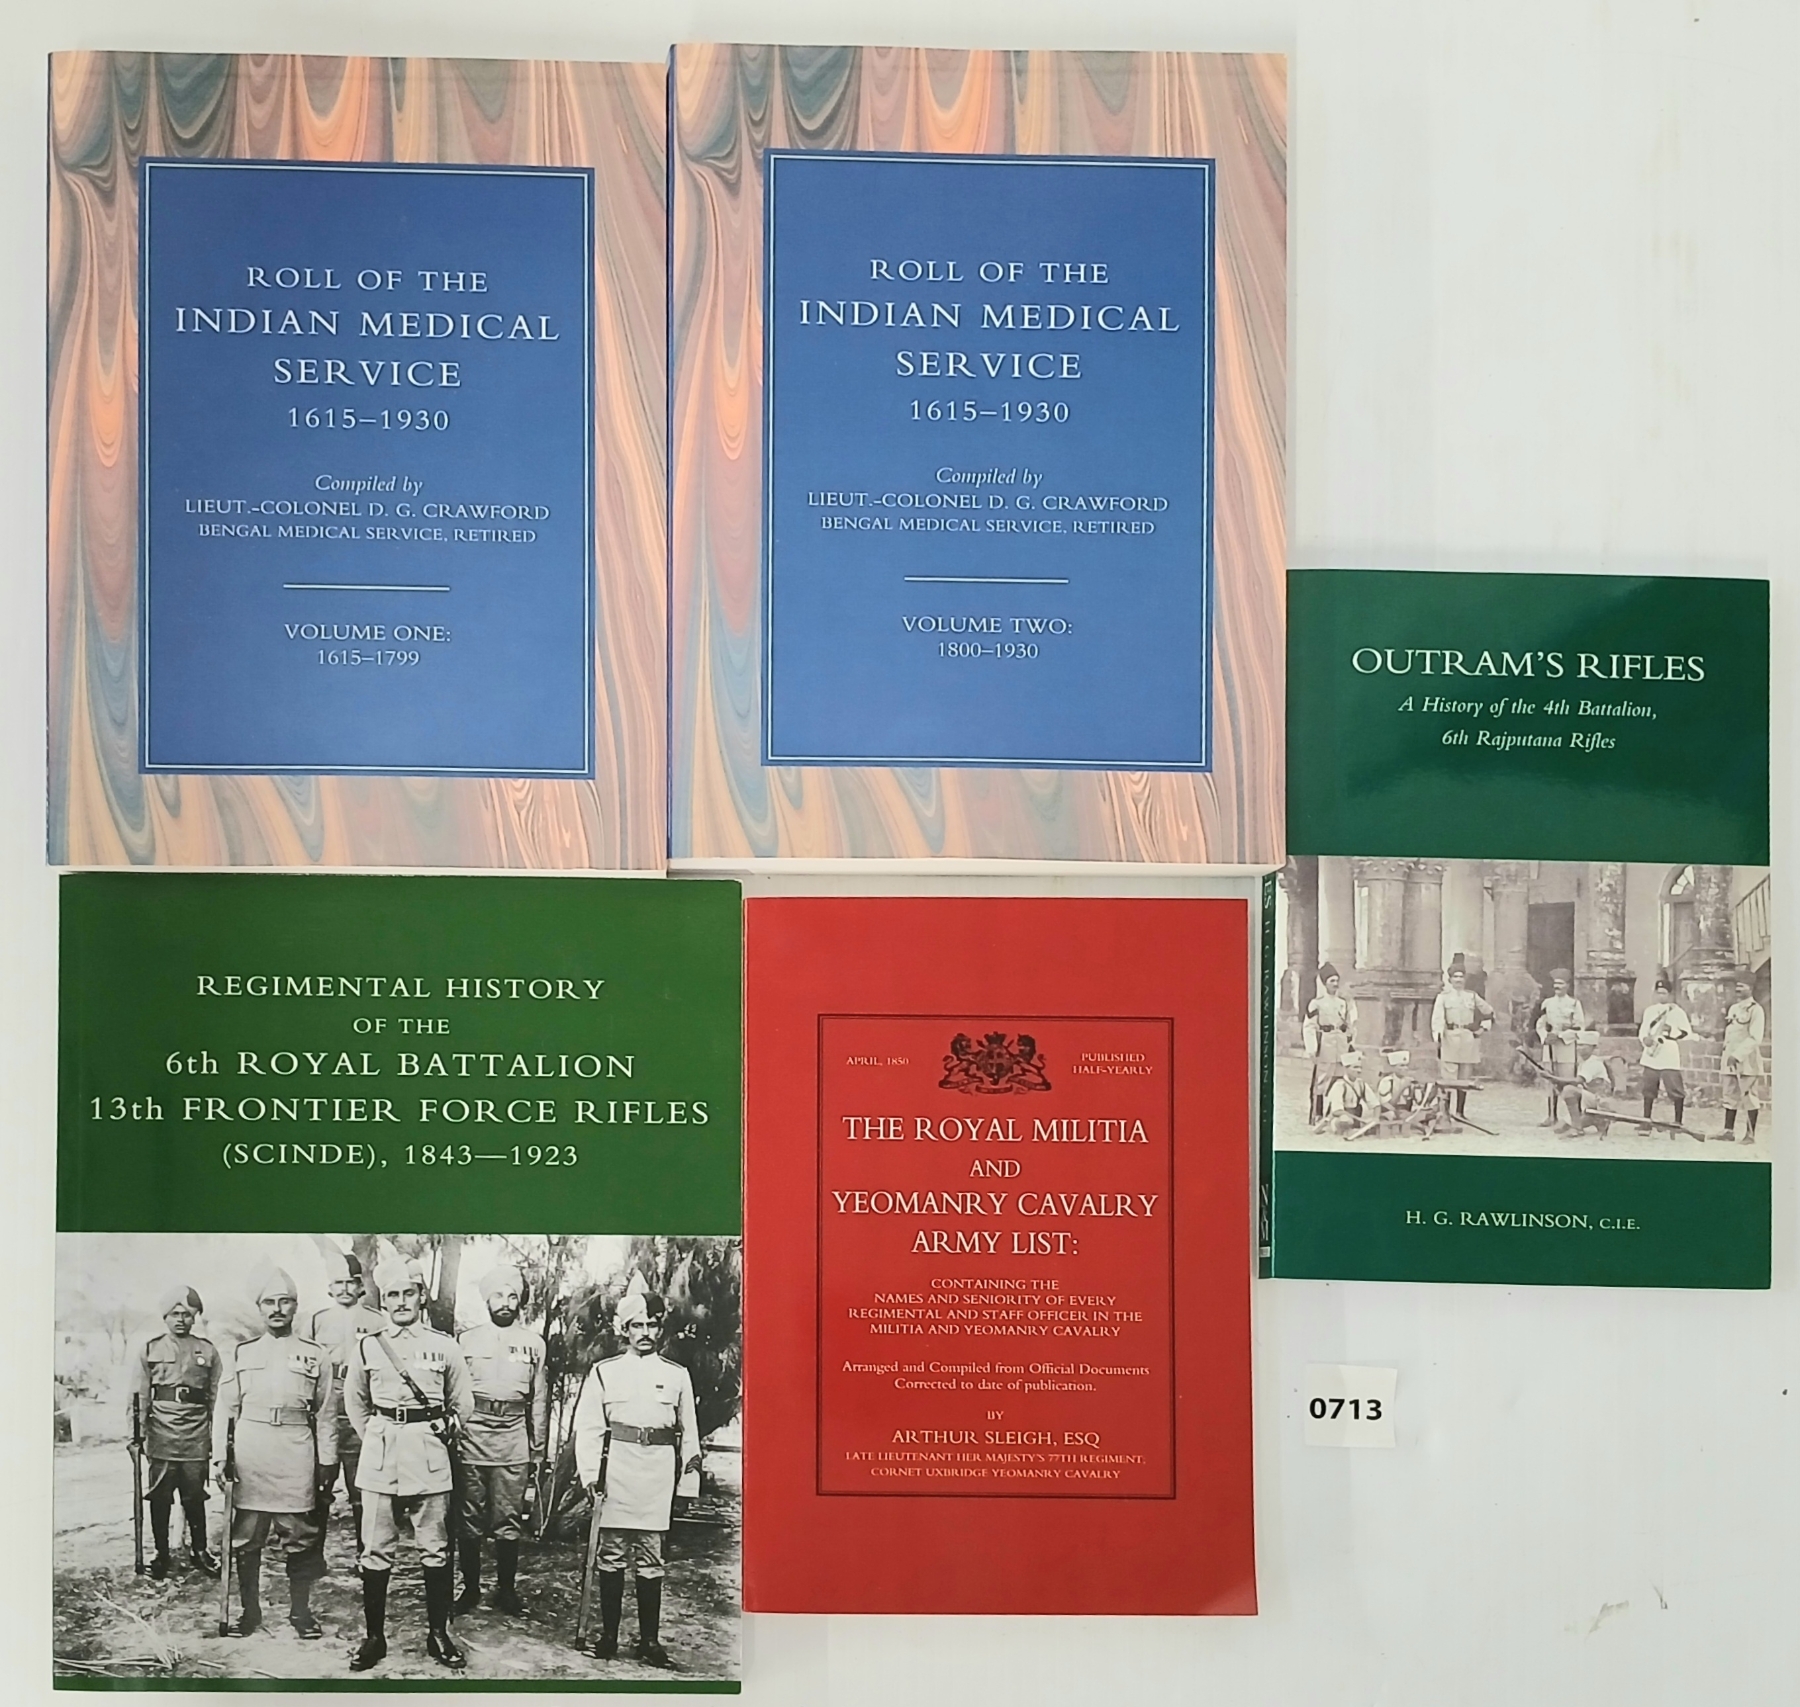 ROLL OF THE
INDIAN MEDICAL
SERVICE
1615–1930
Compiled by
LIEUT.-COLONEL D. G. CRAWFORD
BENGAL MEDICAL SERVICE, RETIRED
VOLUME ONE:
1615–1799
ROLL OF THE
INDIAN MEDICAL
SERVICE
1615–1930
Compiled by
LIEUT.-COLONEL D. G. CRAWFORD
BENGAL MEDICAL SERVICE, RETIRED
VOLUME TWO:
1800–1930
OUTRAM'S RIFLES
A History of the 4th Battalion,
6th Rajputana Rifles
H. G. RAWLINSON, C.I.E.
REGIMENTAL HISTORY
OF THE
6th ROYAL BATTALION
13th FRONTIER FORCE RIFLES
(SCINDE), 1843—1923
APRIL, 1850
PUBLISHED
HALF-YEARLY
THE ROYAL MILITIA
AND
YEOMANRY CAVALRY
ARMY LIST:
CONTAINING THE
NAMES AND SENIORITY OF EVERY
REGIMENTAL AND STAFF OFFICER IN THE
MILITIA AND YEOMANRY CAVALRY
Arranged and Compiled from Official Documents
Corrected to date of publication.
BY
ARTHUR SLEIGH, ESQ
LATE LIEUTENANT HER MAJESTY'S 77TH REGIMENT;
CORNET UXBRIDGE YEOMANRY CAVALRY
0713